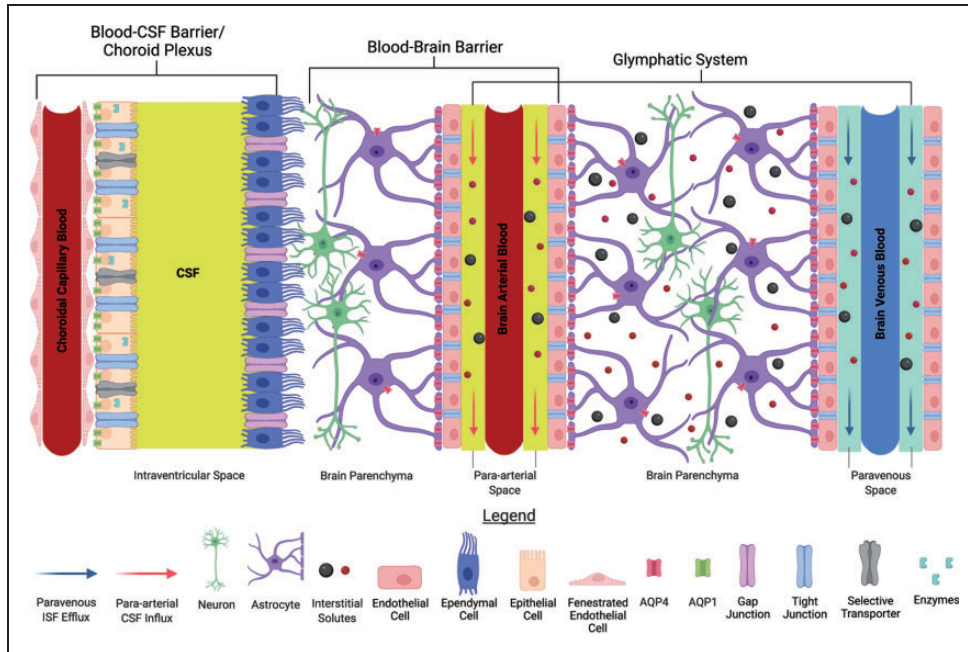 Blood-CSF Barrier/
Choroid Plexus
Blood-Brain Barrier
Glymphatic System
Choroidal Capillary Blood
CSF
Brain Arterial Blood
Brain Venous Blood
Intraventricular Space
Brain Parenchyma
Para-arterial
Space
Brain Parenchyma
Paravenous
Space
Legend
Paravenous
ISF Efflux
Para-arterial
CSF Influx
Neuron
Astrocyte
Interstitial
Solutes
Endothelial
Cell
Ependymal
Cell
Epithelial
Cell
Fenestrated
Endothelial
Cell
AQP4
AQP1
Gap
Junction
Tight
Junction
Selective
Transporter
Enzymes